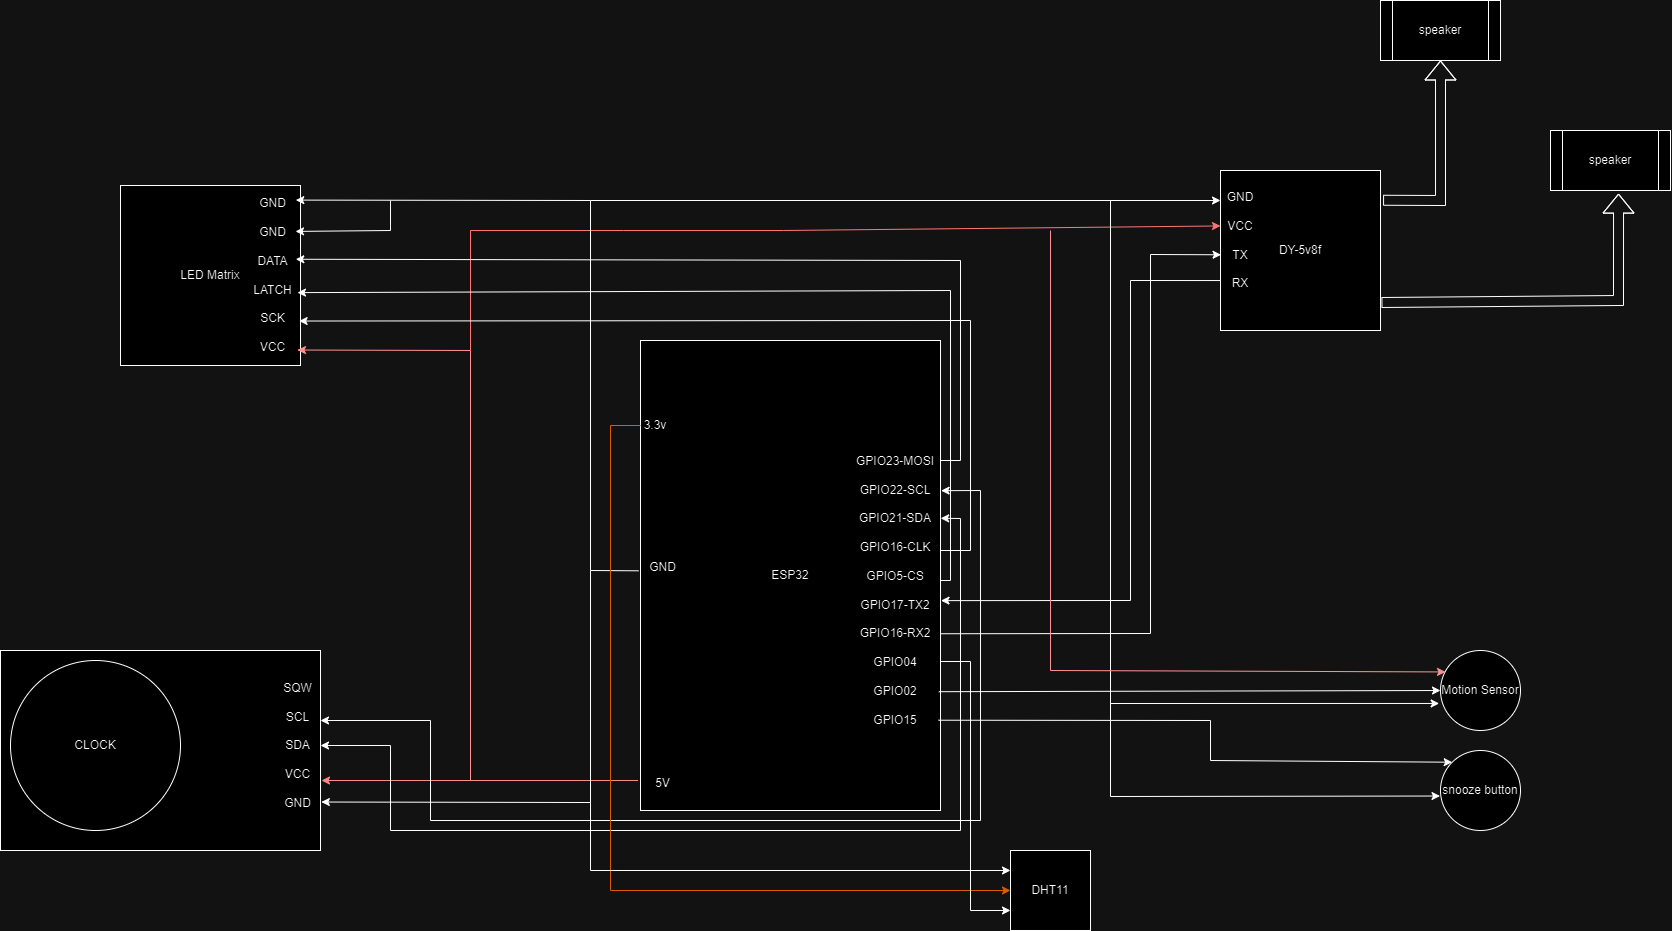 speaker
speaker
GND
GND
DATA
LATCH
SCK
VCC
LED Matrix
GND
VCC
TX
RX
DY-5v8f
3.3v
GND
5V
ESP32
GPIO23-MOSI
GPIO22-SCL
GPIO21-SDA
GPIO16-CLK
GPIO5-CS
GPIO17-TX2
GPIO16-RX2
GPIO04
GPIO02
GPIO15
CLOCK
SQW
SCL
SDA
VCC
GND
Motion Sensor
snooze button
DHT11